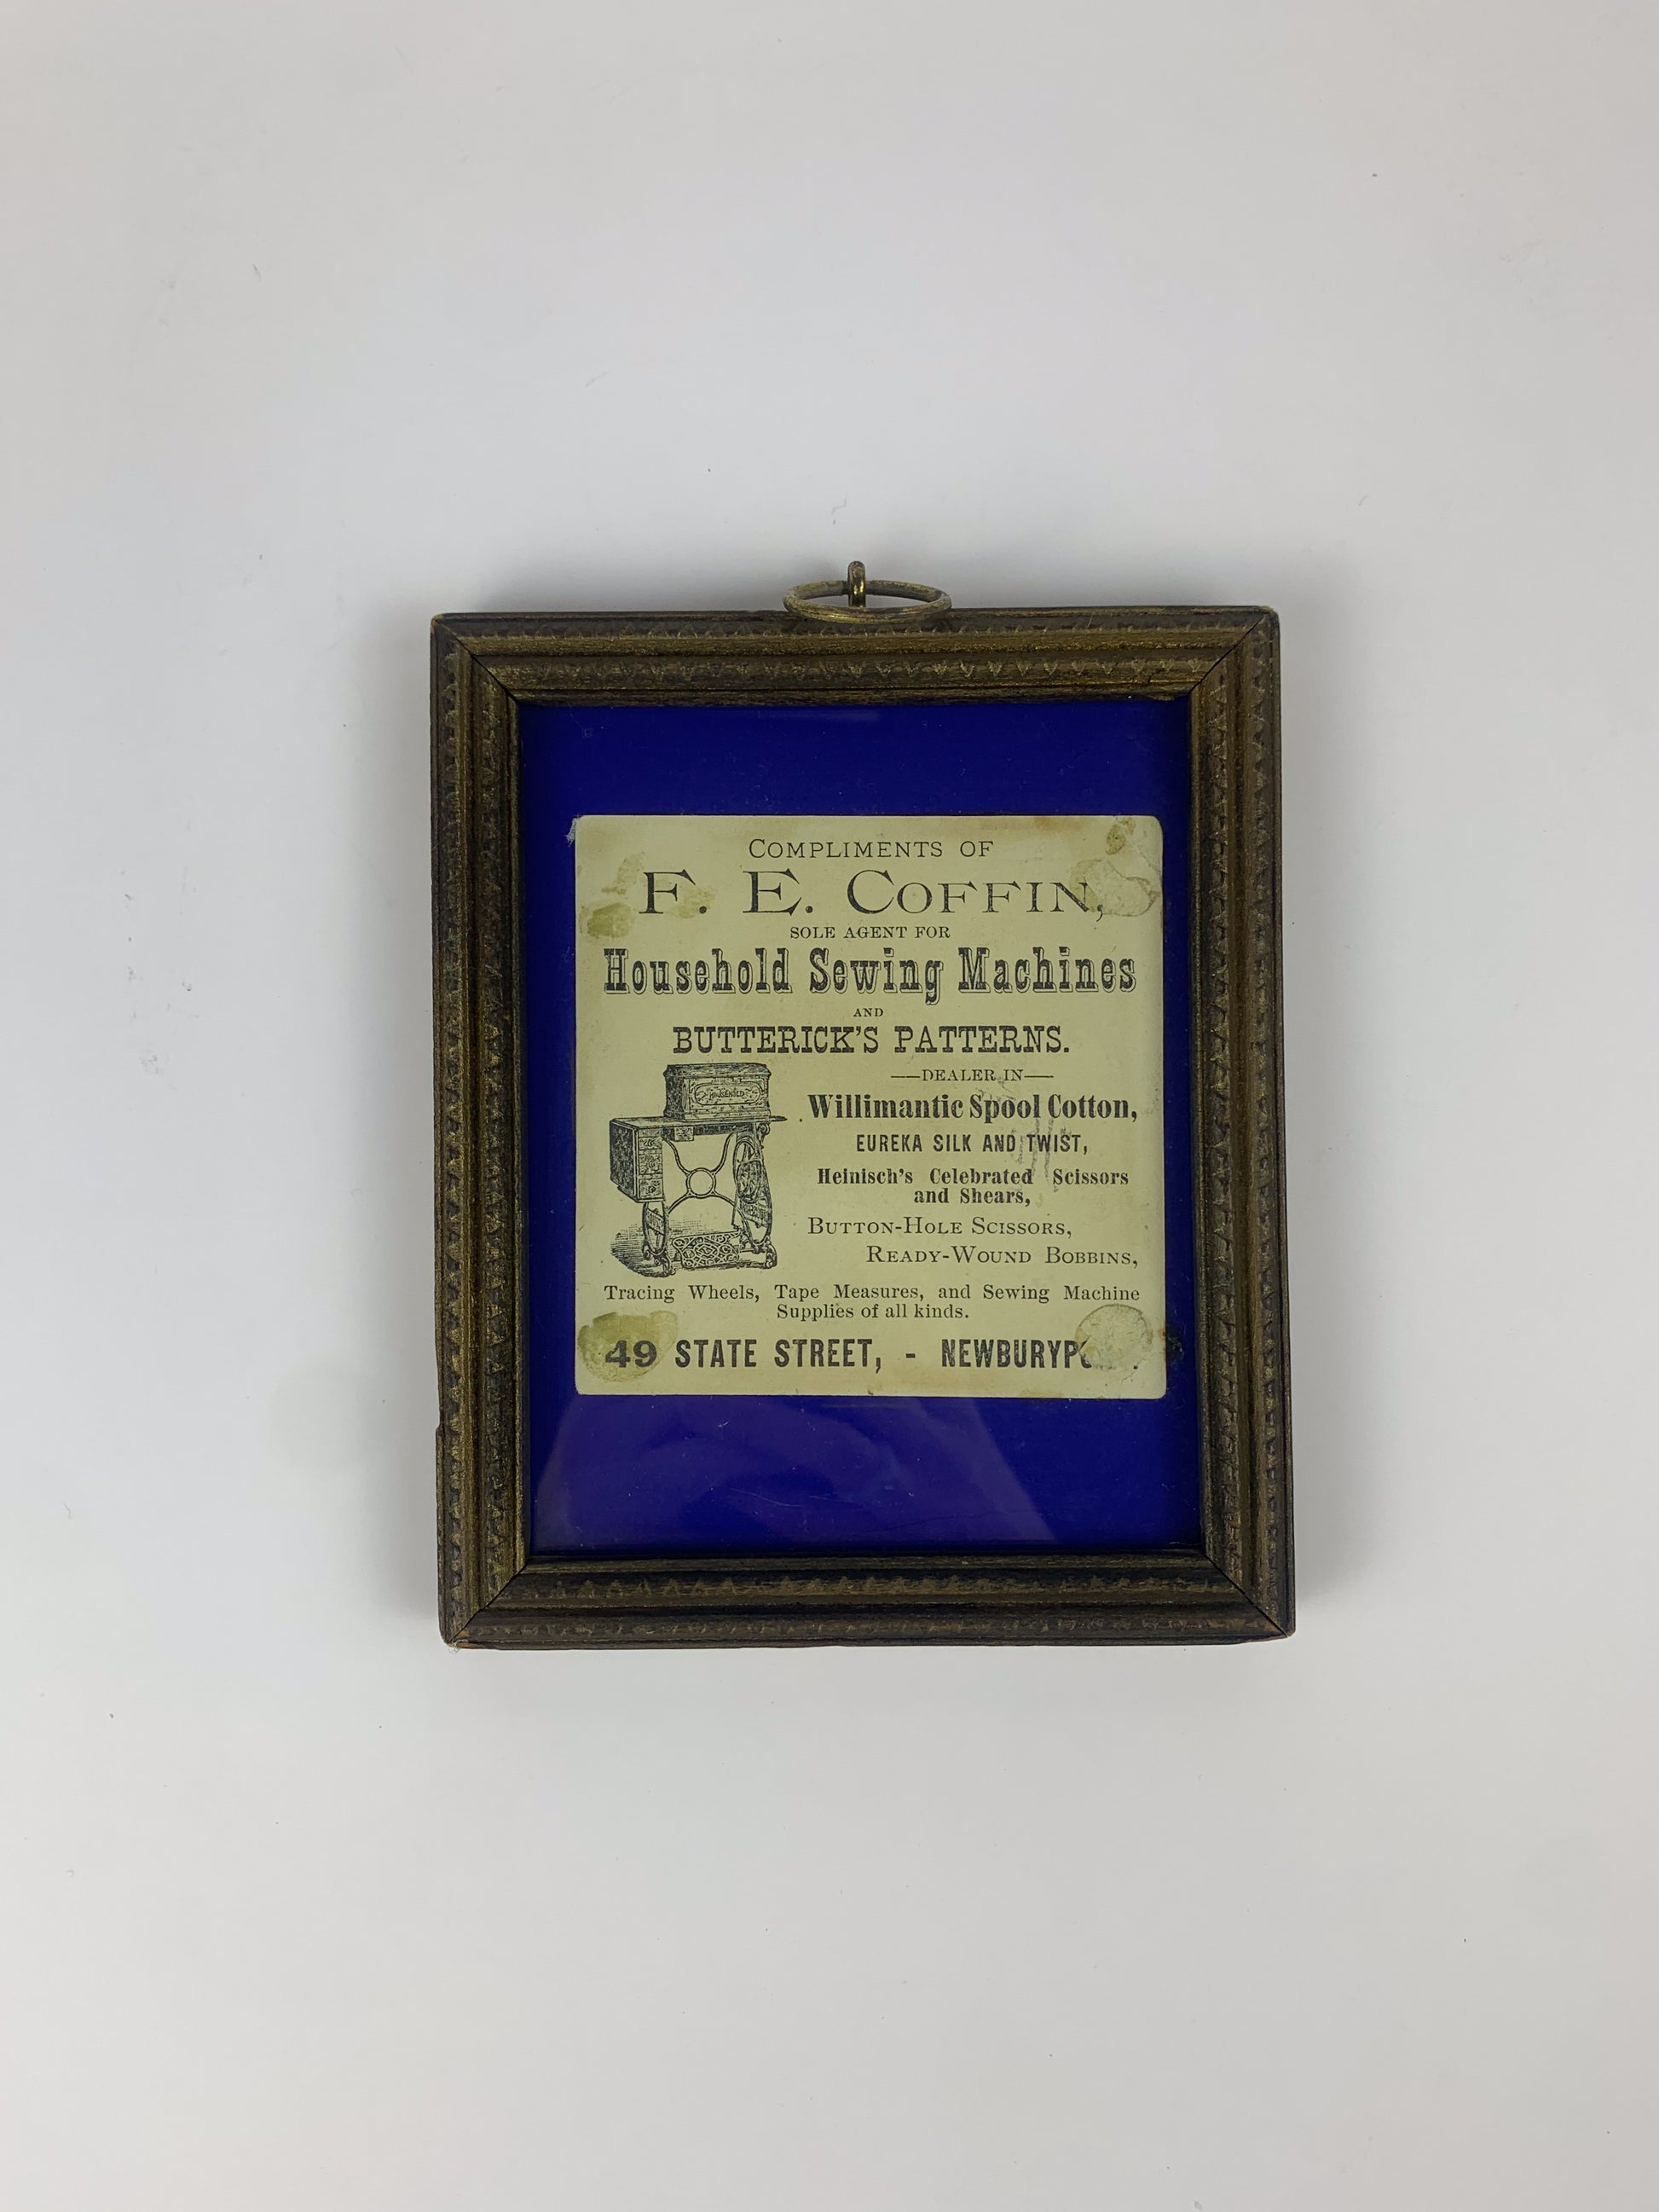 COMPLIMENTS OF
F. E. COFFIN,
SOLE AGENT FOR
Household Sewing Machines
AND
BUTTERICK'S PATTERNS.
—DEALER IN—
HOUSEHOLD
Willimantic Spool Cotton,
EUREKA SILK AND TWIST,
Heinisch's Celebrated Scissors
and Shears,
BUTTON-HOLE SCISSORS,
READY-WOUND BOBBINS,
Tracing Wheels, Tape Measures, and Sewing Machine
Supplies of all kinds.
49 STATE STREET, -